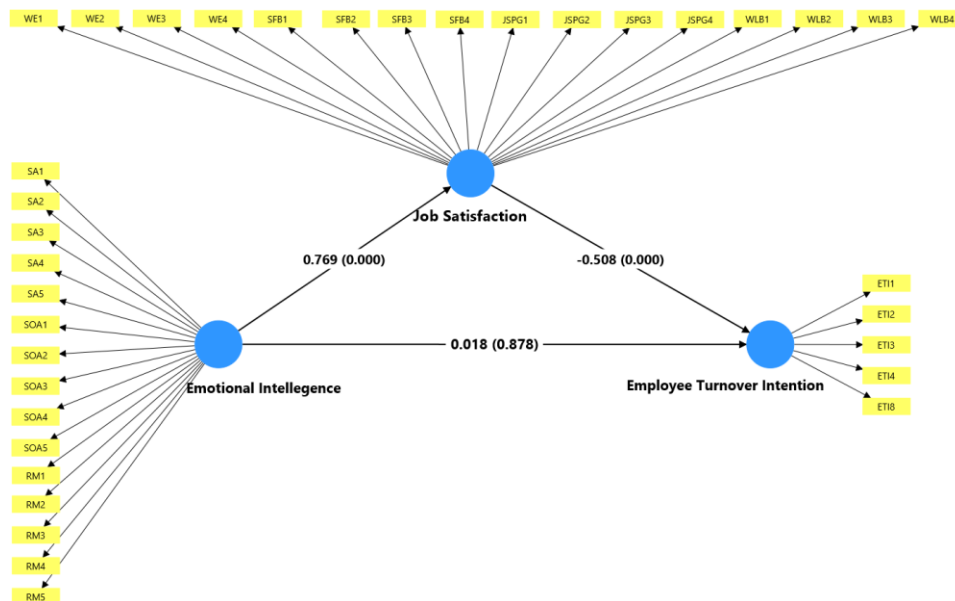 WE1 WE2 WE3 WE4 SFB1 SFB2 SFB3 SFB4 JSPG1 JSPG2 JSPG3 JSPG4 WLB1 WLB2 WLB3 WLB4
SA1
SA2
SA3
SA4
SA5
SOA1
SOA2
SOA3
SOA4
SOA5
RM1
RM2
RM3
RM4
RM5
Job Satisfaction
0.769 (0.000)
-0.508 (0.000)
0.018 (0.878)
Emotional Intellegence
Employee Turnover Intention
ETI1
ETI2
ETI3
ETI4
ETI8